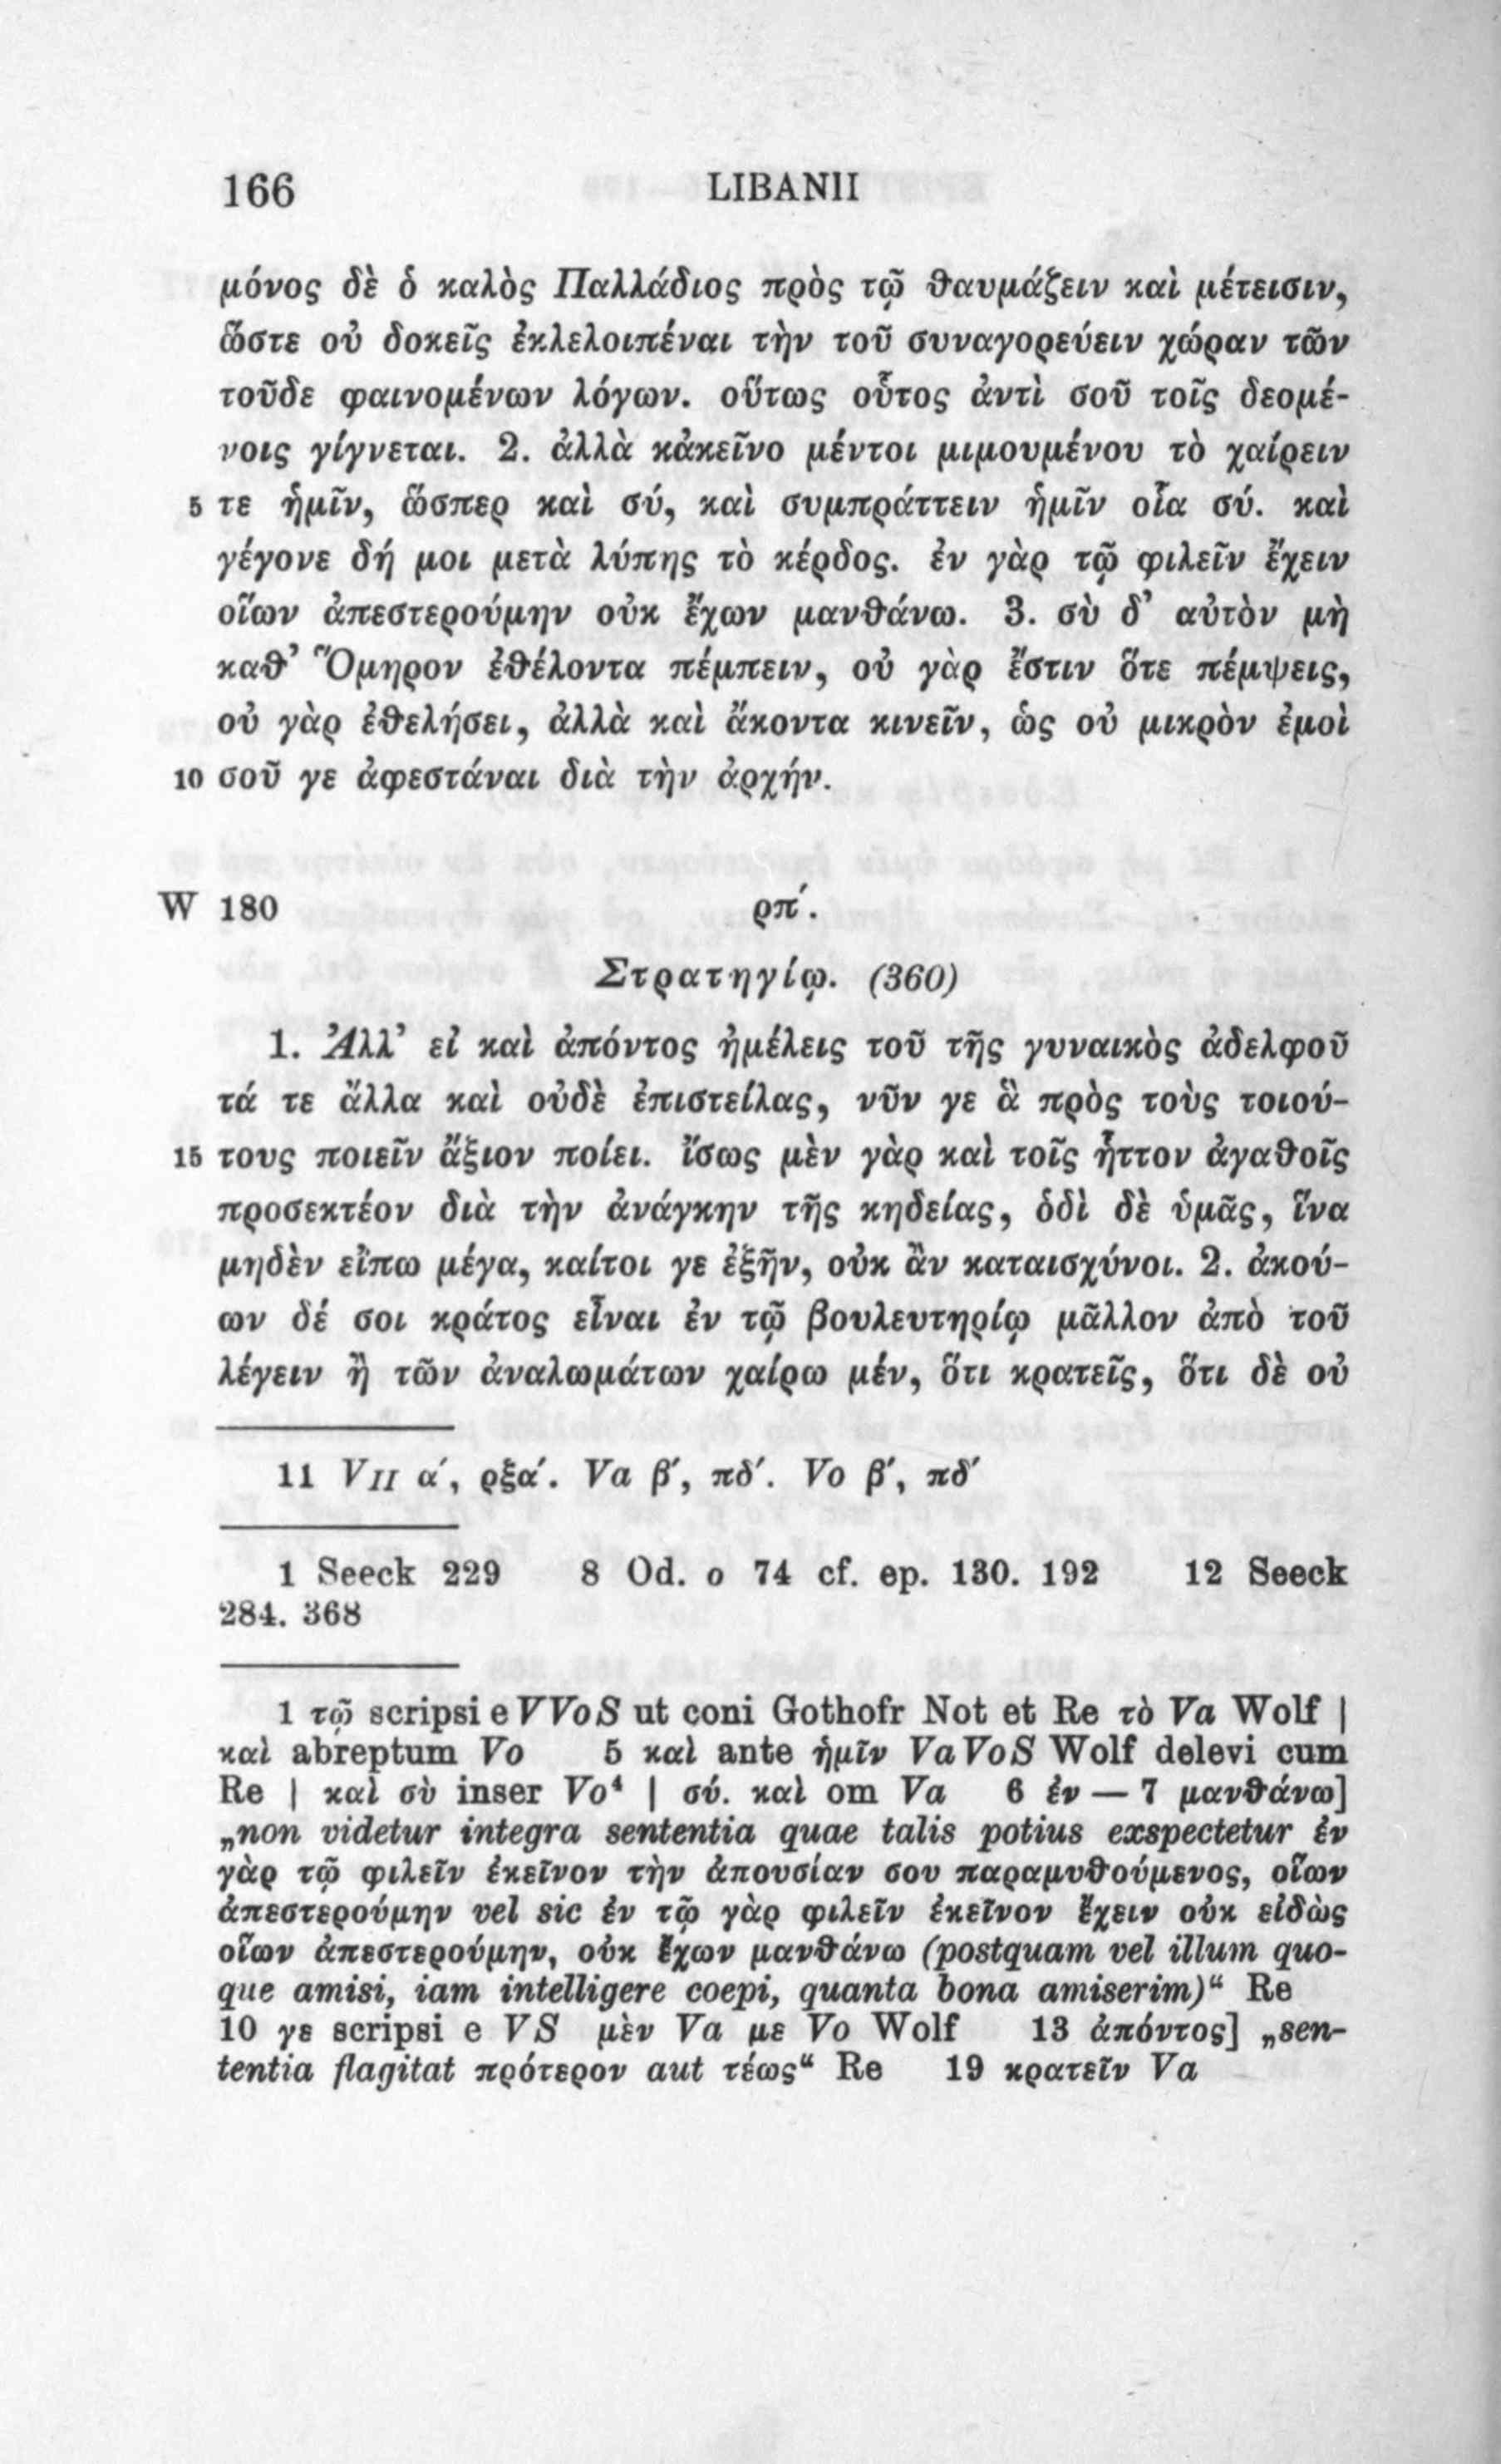 166 LIBANII
μόνος δὲ ὁ καλὸς Παλλάδιος πρὸς τῷ θαυμάζειν καὶ μέτεισιν,
ὥστε οὐ δοκεῖς ἐκλελοιπέναι τὴν τοῦ συναγορεύειν χώραν τῶν
τοῦδε φαινομένων λόγων. οὕτως οὗτος ἀντὶ σοῦ τοῖς δεομέ-
νοις γίγνεται. 2. ἀλλὰ κἀκεῖνο μέντοι μιμουμένου τὸ χαίρειν
5 τε ἡμῖν, ὥσπερ καὶ σύ, καὶ συμπράττειν ἡμῖν οἷα σύ. καὶ
γέγονε δή μοι μετὰ λύπης τὸ κέρδος. ἐν γὰρ τῷ φιλεῖν ἔχειν
οἵων ἀπεστερούμην οὐκ ἔχων μανθάνω. 3. σὺ δ’ αὐτὸν μὴ
καθ’ Ὅμηρον ἐθέλοντα πέμπειν, οὐ γὰρ ἔστιν ὅτε πέμψεις,
οὐ γὰρ ἐθελήσει, ἀλλὰ καὶ ἄκοντα κινεῖν, ὡς οὐ μικρὸν ἐμοὶ
10 σοῦ γε ἀφεστάναι διὰ τὴν ἀρχήν.
W 180 ρπ´.
Στρατηγίῳ. (360)
1. Ἀλλ’ εἰ καὶ ἀπόντος ἠμέλεις τοῦ τῆς γυναικὸς ἀδελφοῦ
τά τε ἄλλα καὶ οὐδὲ ἐπιστείλας, νῦν γε ἃ πρὸς τοὺς τοιού-
15 τους ποιεῖν ἄξιον ποίει. ἴσως μὲν γὰρ καὶ τοῖς ἧττον ἀγαθοῖς
προσεκτέον διὰ τὴν ἀνάγκην τῆς κηδείας, ὁδὶ δὲ ὑμᾶς, ἵνα
μηδὲν εἴπω μέγα, καίτοι γε ἐξῆν, οὐκ ἂν καταισχύνοι. 2. ἀκού-
ων δέ σοι κράτος εἶναι ἐν τῷ βουλευτηρίῳ μᾶλλον ἀπὸ τοῦ
λέγειν ἢ τῶν ἀναλωμάτων χαίρω μέν, ὅτι κρατεῖς, ὅτι δὲ οὐ
11 VII α´, ρξα´. Va β´, πδ´. Vo β´, πδ´
1 Seeck 229 8 Od. ο 74 cf. ep. 130. 192 12 Seeck
284. 368
1 τῷ scripsi e V Vo S ut coni Gothofr Not et Re τὸ Va Wolf |
καὶ abreptum Vo 5 καὶ ante ἡμῖν Va Vo S Wolf delevi cum
Re | καὶ σὺ inser Vo⁴ | σύ. καὶ om Va 6 ἐν — 7 μανθάνω]
„non videtur integra sententia quae talis potius exspectetur ἐν
γὰρ τῷ φιλεῖν ἐκεῖνον τὴν ἀπουσίαν σου παραμυθούμενος, οἵων
ἀπεστερούμην vel sic ἐν τῷ γὰρ φιλεῖν ἐκεῖνον ἔχειν οὐκ εἰδὼς
οἵων ἀπεστερούμην, οὐκ ἔχων μανθάνω (postquam vel illum quo-
que amisi, iam intelligere coepi, quanta bona amiserim)“ Re
10 γε scripsi e VS μὲν Va με Vo Wolf 13 ἀπόντος] „sen-
tentia flagitat πρότερον aut τέως“ Re 19 κρατεῖν Va